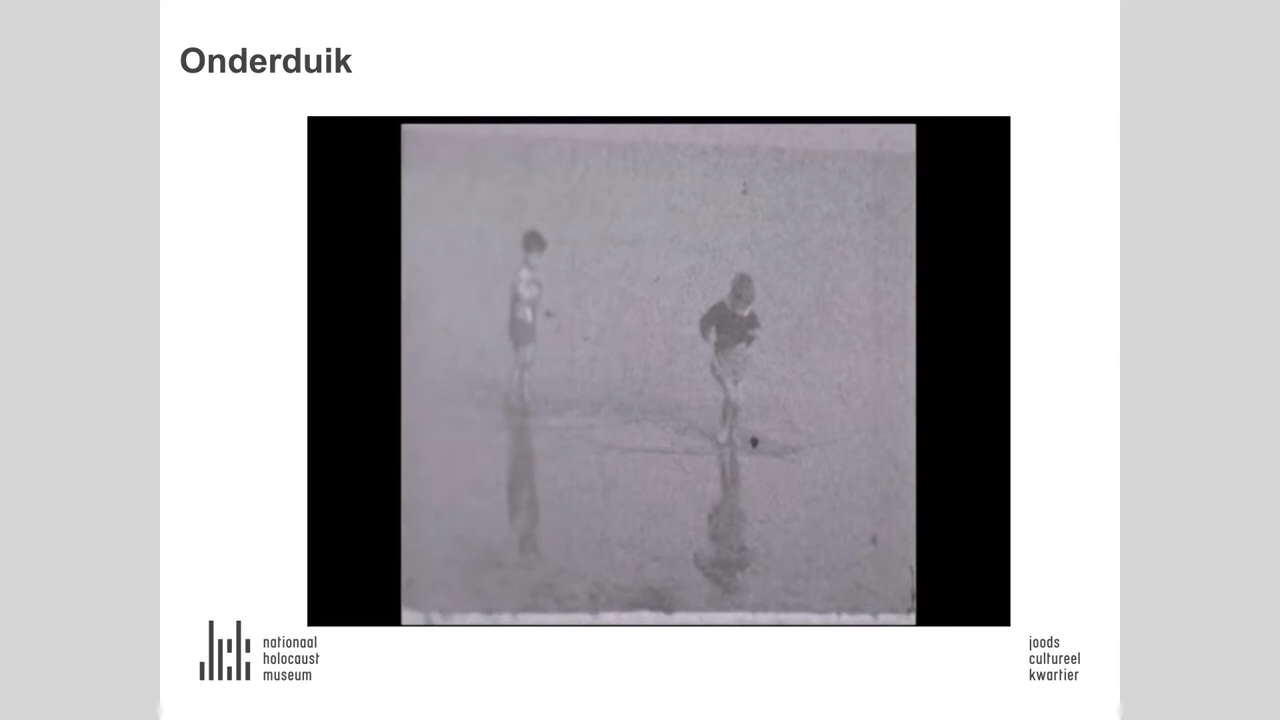 Onderduik
nationaal
holocaust
museum
joods
cultureel
kwartier